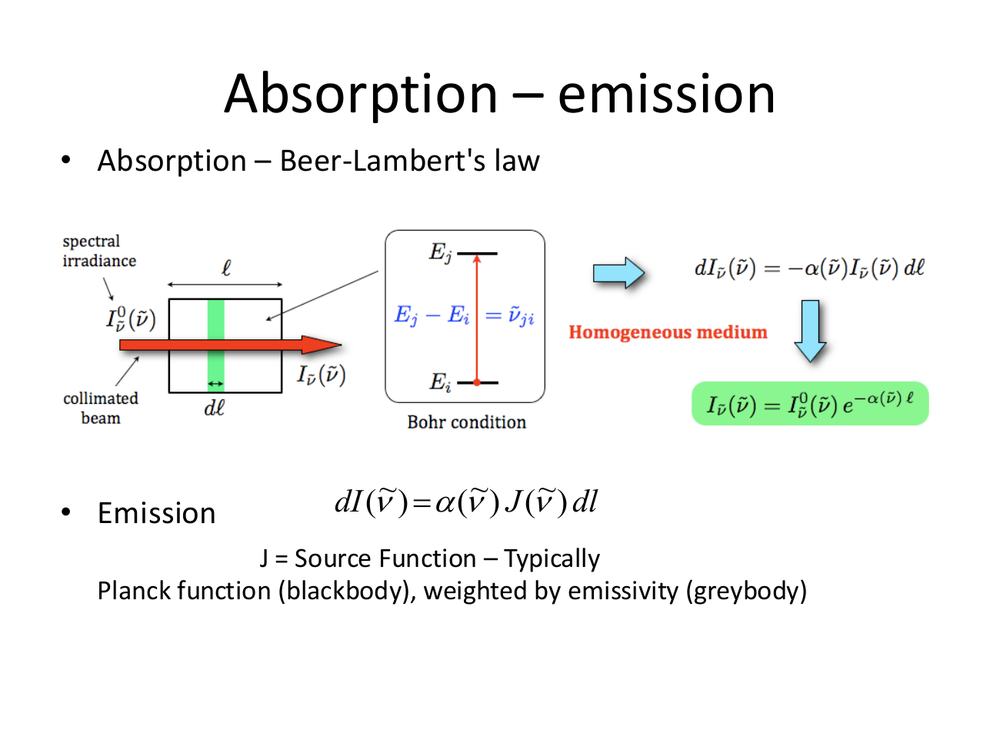 Absorption – emission
• Absorption – Beer-Lambert's law
spectral
irradiance
ℓ
I⁰_ν̃(ν̃)
I_ν̃(ν̃)
collimated
beam
dℓ
E_j
E_j − E_i = ν̃_ji
E_i
Bohr condition
dI_ν̃(ν̃) = −α(ν̃)I_ν̃(ν̃) dℓ
Homogeneous medium
I_ν̃(ν̃) = I⁰_ν̃(ν̃) e^{−α(ν̃) ℓ}
• Emission
dI(ν̃)=α(ν̃) J(ν̃) dl
J = Source Function – Typically
Planck function (blackbody), weighted by emissivity (greybody)